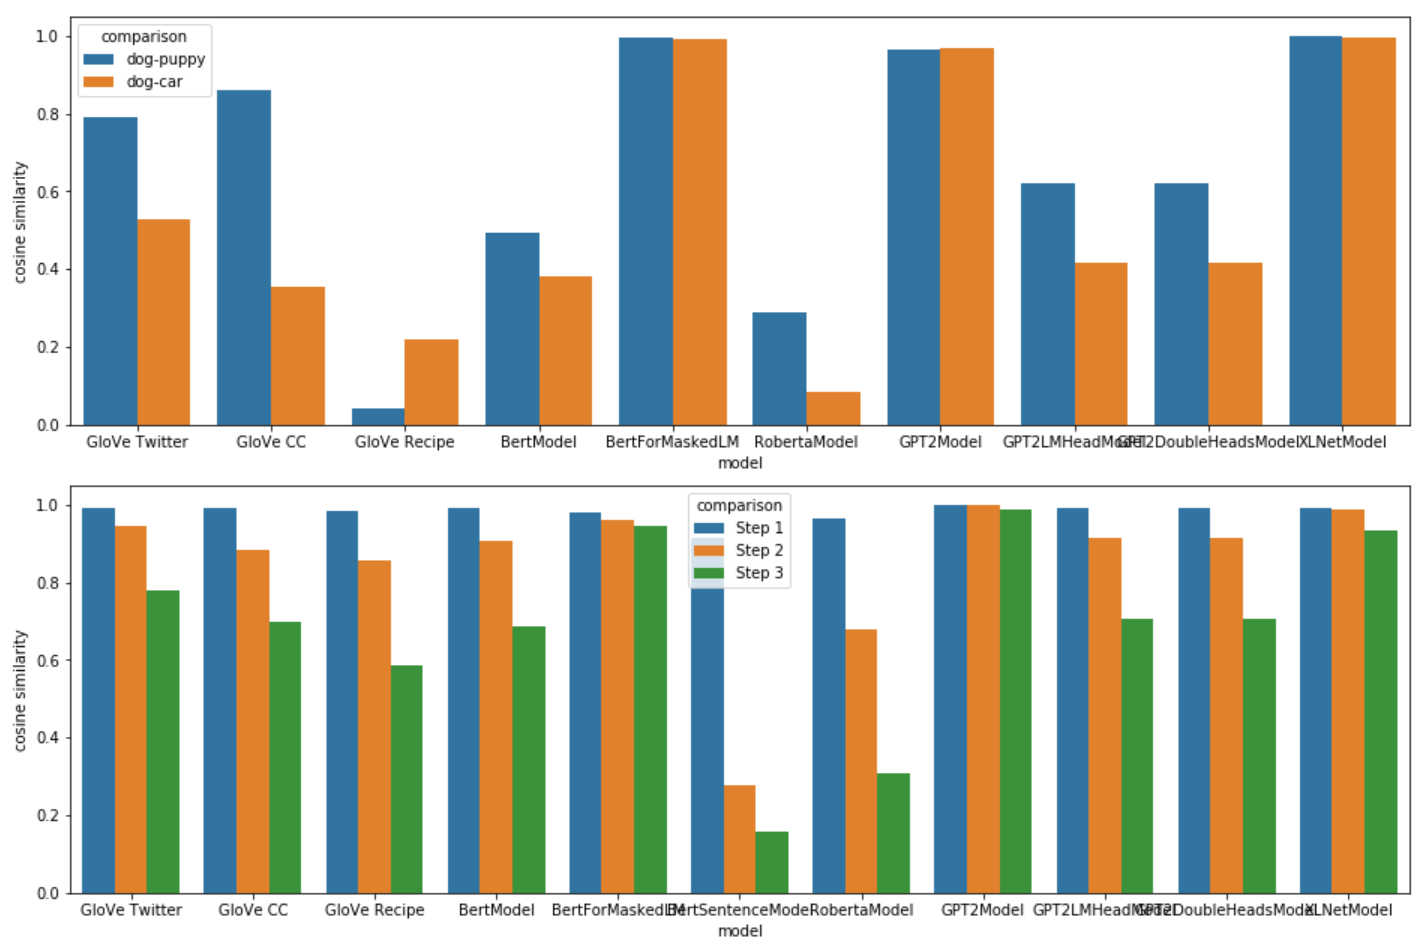 comparison
dog-puppy
dog-car
cosine similarity
1.0
0.8
0.6
0.4
0.2
0.0
GloVe Twitter GloVe CC GloVe Recipe BertModel BertForMaskedLM RobertaModel GPT2Model GPT2LMHeadModel GPT2DoubleHeadsModel XLNetModel
model
comparison
Step 1
Step 2
Step 3
cosine similarity
1.0
0.8
0.6
0.4
0.2
0.0
GloVe Twitter GloVe CC GloVe Recipe BertModel BertForMaskedLM BertSentenceModel RobertaModel GPT2Model GPT2LMHeadModel GPT2DoubleHeadsModel XLNetModel
model